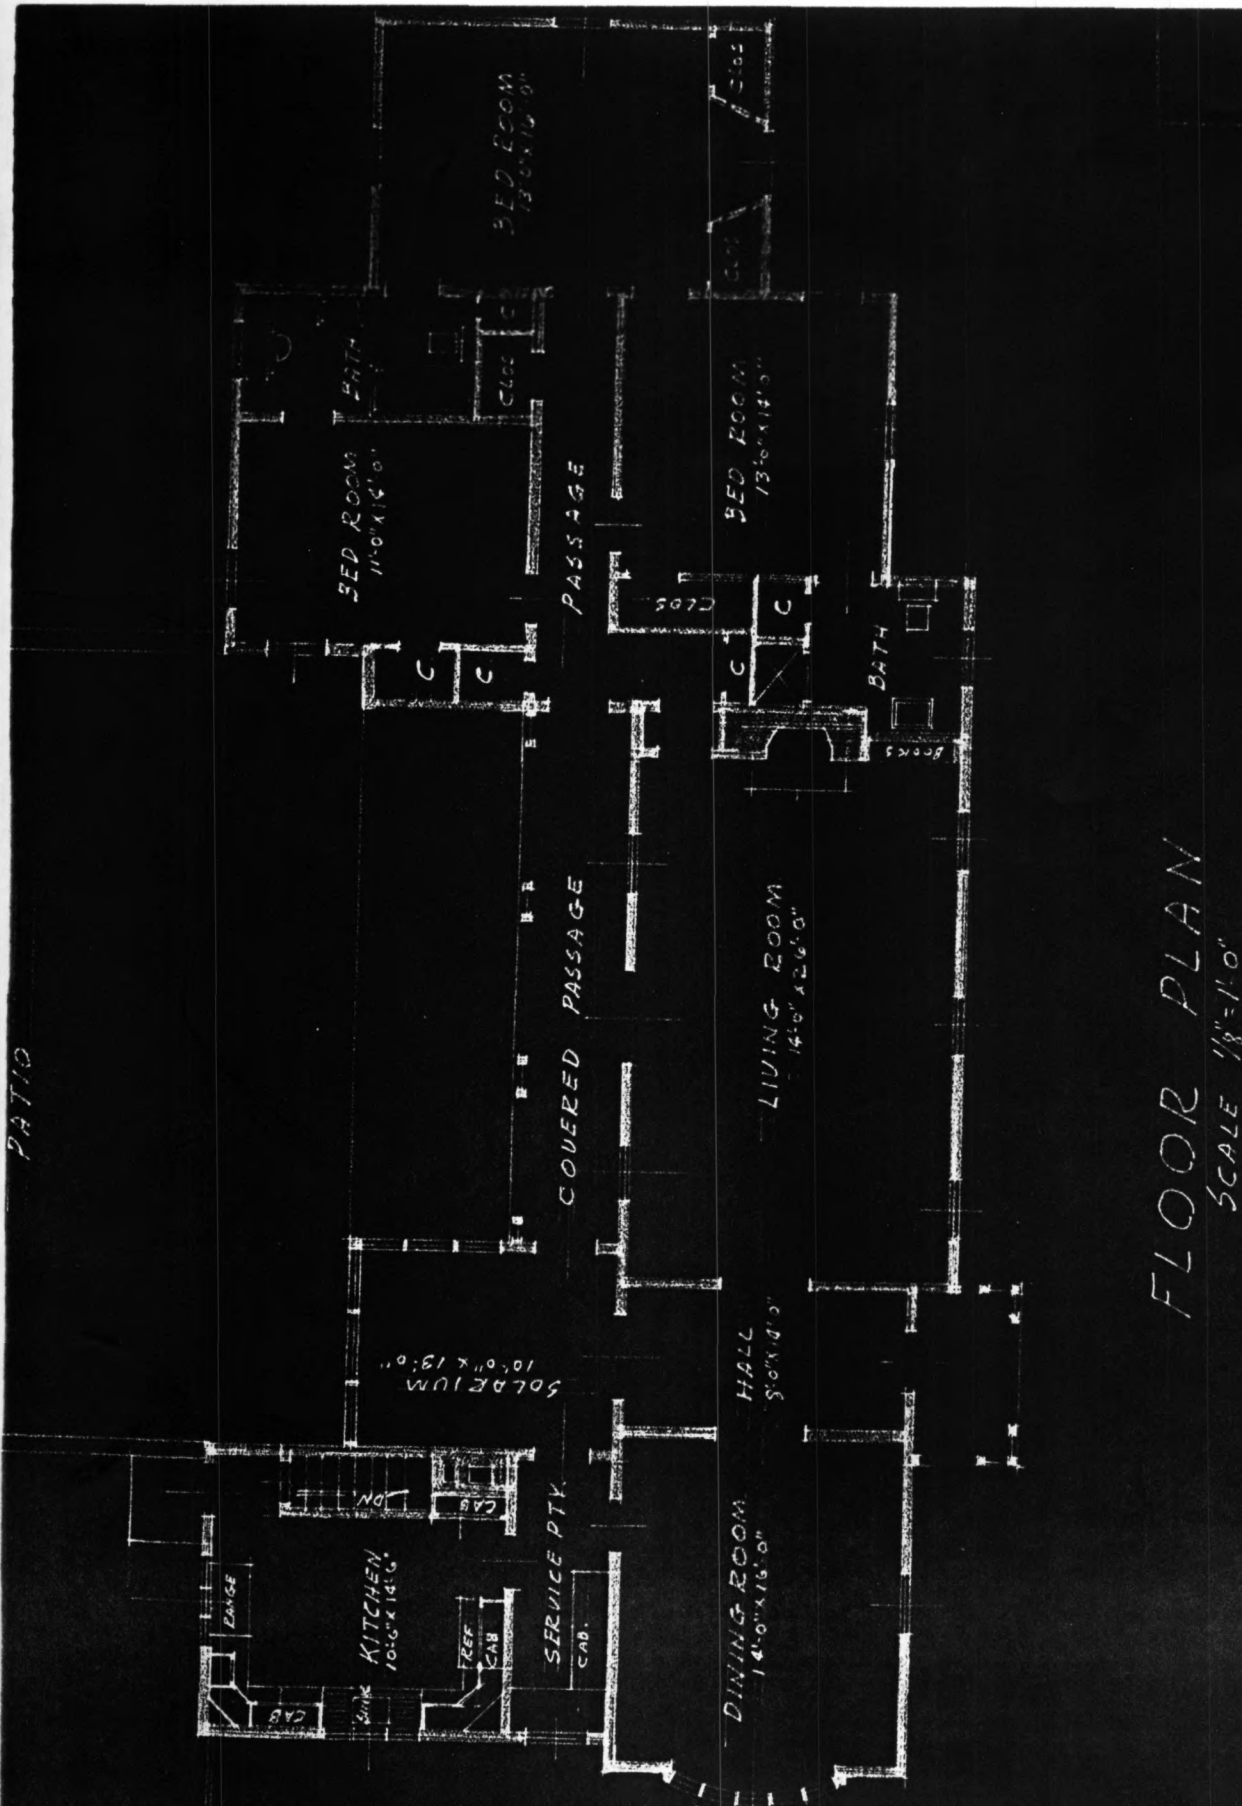 PATIO
BED ROOM
13'-0" X 16'-0"
CLOS
CLOS
BATH
C
CLOS
BED ROOM
11'-0" X 14'-0"
PASSAGE
BED ROOM
13'-0" X 14'-0"
CLOS
C
C
C
C
BATH
BOOKS
COVERED PASSAGE
LIVING ROOM
14'-0" X 26'-0"
SOLARIUM
10'-0" X 13'-0"
HALL
8'-0" X 14'-0"
DN
CAB
RANGE
KITCHEN
10'-6" X 14'-6"
REF
CAB
SINK
CAB
SERVICE PTY.
CAB.
DINING ROOM
14'-0" X 16'-0"
FLOOR PLAN
SCALE 1/8" = 1'-0"